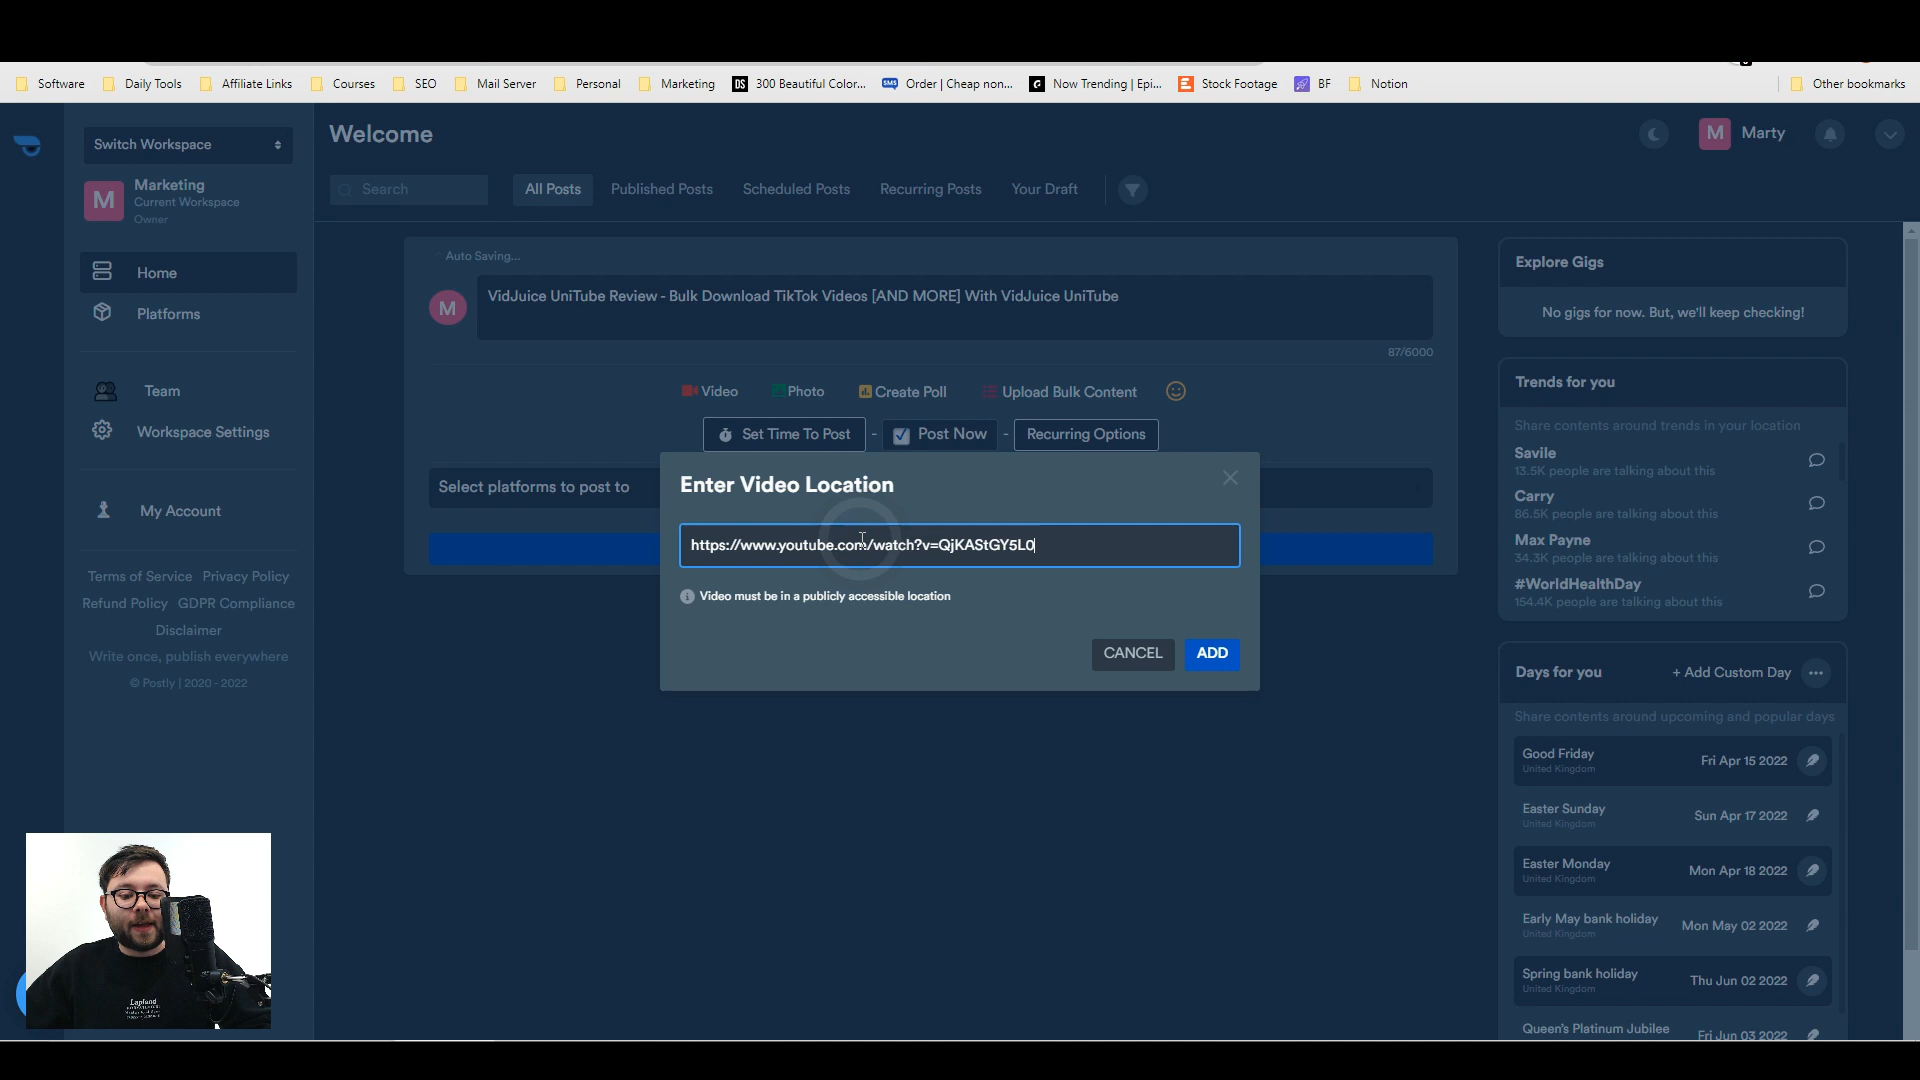 Software Daily Tools Affiliate Links Courses SEO Mail Server Personal Marketing DS 300 Beautiful Color... SMS Order | Cheap non... Now Trending | Epi... Stock Footage BF Notion Other bookmarks
Switch Workspace
Welcome
M Marty
M
Marketing
Current Workspace
Owner
Search All Posts Published Posts Scheduled Posts Recurring Posts Your Draft
Home
Platforms
Team
Workspace Settings
My Account
Terms of Service Privacy Policy
Refund Policy GDPR Compliance
Disclaimer
Write once, publish everywhere
© Postly | 2020 - 2022
Auto Saving...
M
VidJuice UniTube Review - Bulk Download TikTok Videos [AND MORE] With VidJuice UniTube
87/6000
Video Photo Create Poll Upload Bulk Content
Set Time To Post - Post Now - Recurring Options
Select platforms to post to
Enter Video Location
https://www.youtube.com/watch?v=QjKAStGY5L0
Video must be in a publicly accessible location
CANCEL ADD
Explore Gigs
No gigs for now. But, we'll keep checking!
Trends for you
Share contents around trends in your location
Savile
13.5K people are talking about this
Carry
86.5K people are talking about this
Max Payne
34.3K people are talking about this
#WorldHealthDay
154.4K people are talking about this
Days for you + Add Custom Day
Share contents around upcoming and popular days
Good Friday Fri Apr 15 2022
United Kingdom
Easter Sunday Sun Apr 17 2022
United Kingdom
Easter Monday Mon Apr 18 2022
United Kingdom
Early May bank holiday Mon May 02 2022
United Kingdom
Spring bank holiday Thu Jun 02 2022
United Kingdom
Queen's Platinum Jubilee Fri Jun 03 2022